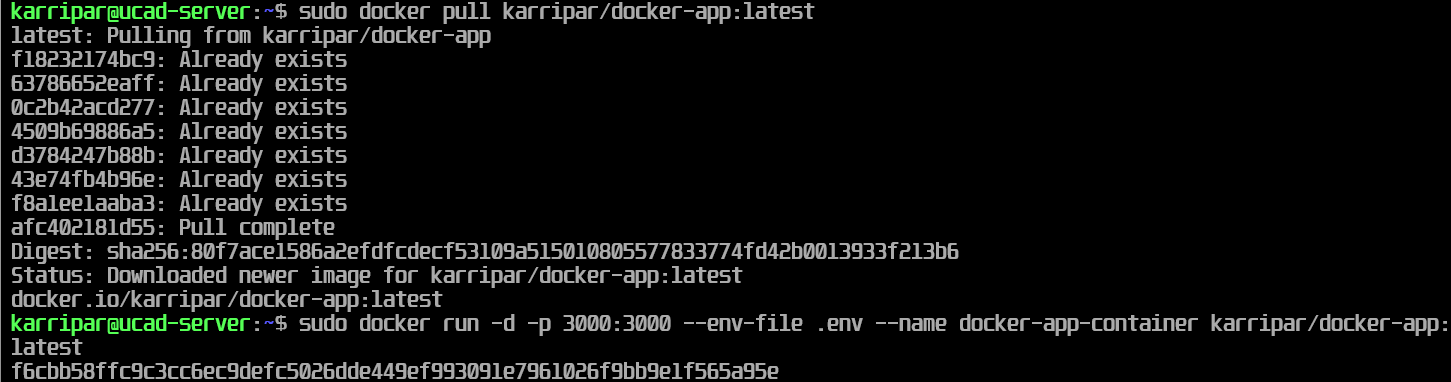 karripar@ucad-server:~$ sudo docker pull karripar/docker-app:latest
latest: Pulling from karripar/docker-app
f18232174bc9: Already exists
63786652eaff: Already exists
0c2b42acd277: Already exists
4509b69886a5: Already exists
d3784247b88b: Already exists
43e74fb4b96e: Already exists
f8a1ee1aaba3: Already exists
afc402181d55: Pull complete
Digest: sha256:80f7ace1586a2efdfcdecf53109a515010805577833774fd42b0013933f213b6
Status: Downloaded newer image for karripar/docker-app:latest
docker.io/karripar/docker-app:latest
karripar@ucad-server:~$ sudo docker run -d -p 3000:3000 --env-file .env --name docker-app-container karripar/docker-app:
latest
f6cbb58ffc9c3cc6ec9defc5026dde449ef993091e7961026f9bb9e1f565a95e